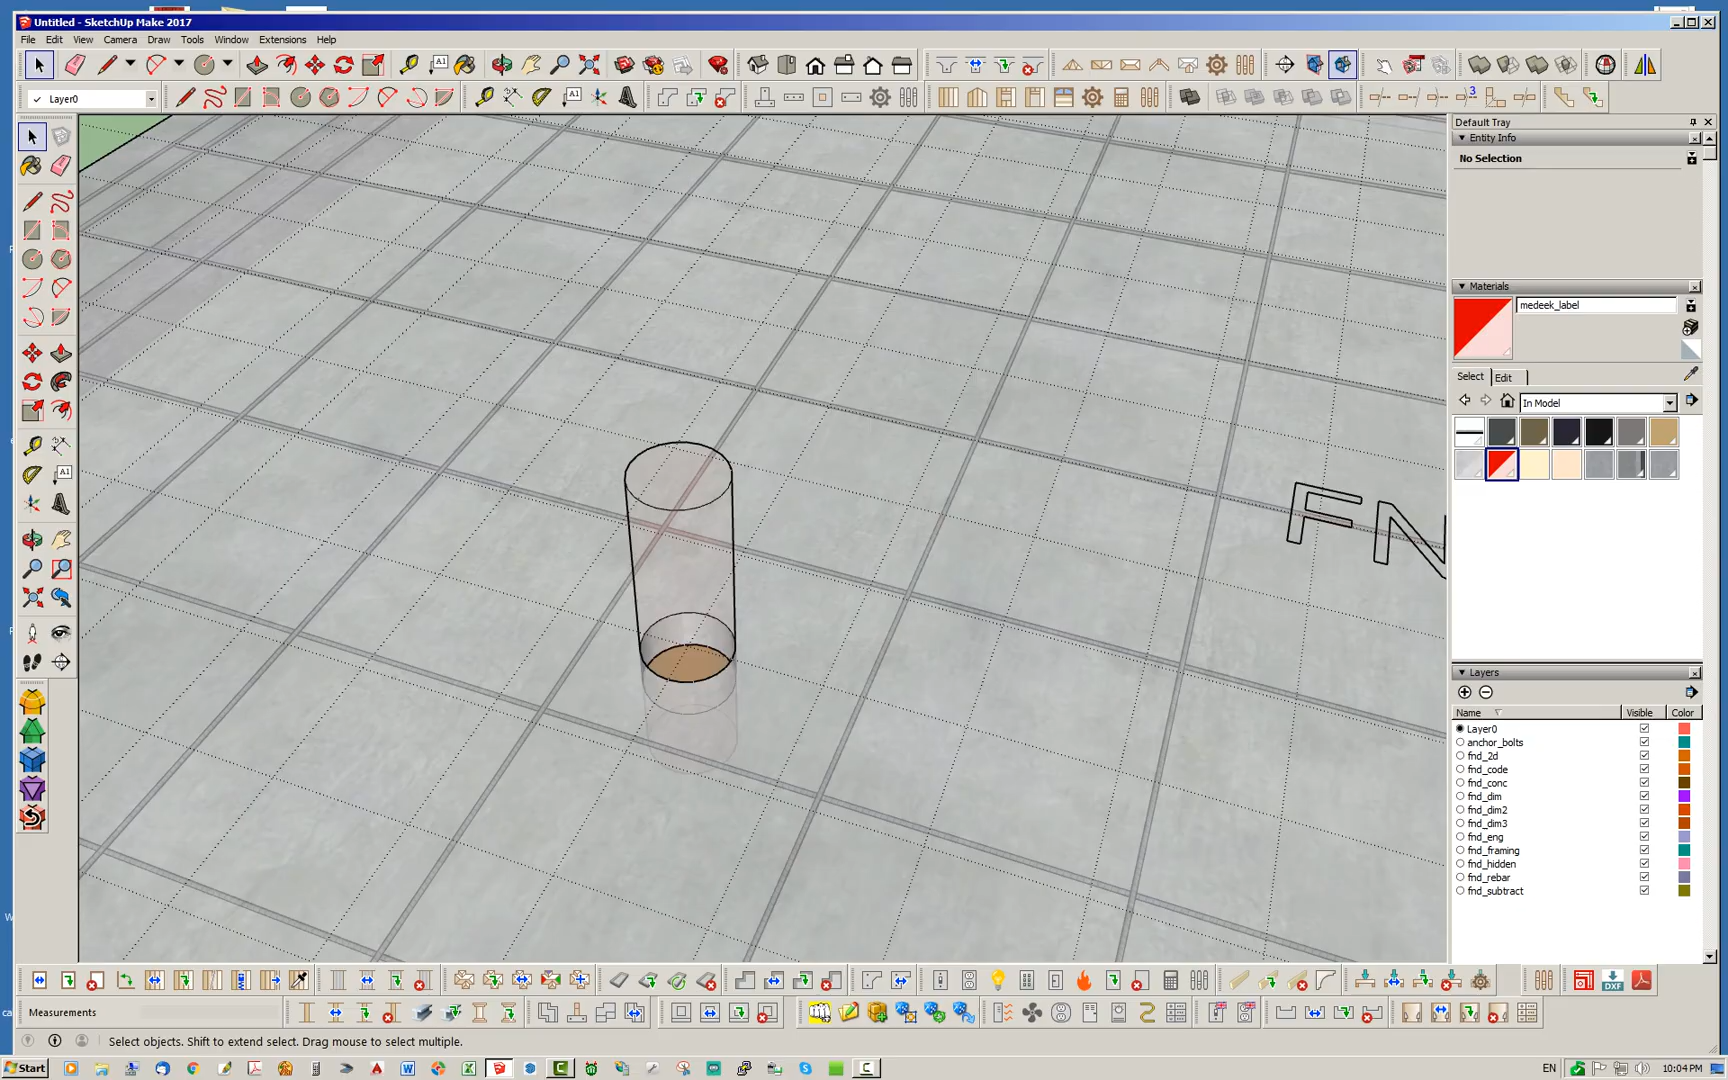 Untitled - SketchUp Make 2017
File Edit View Camera Draw Tools Window Extensions Help
Layer0
Default Tray
Entity Info
No Selection
Materials
medeek_label
Select Edit
In Model
FN
Layers
Name Visible Color
Layer0
anchor_bolts
fnd_2d
fnd_code
fnd_conc
fnd_dim
fnd_dim2
fnd_dim3
fnd_eng
fnd_framing
fnd_hidden
fnd_rebar
fnd_subtract
Measurements
Select objects. Shift to extend select. Drag mouse to select multiple.
Start
EN
10:04 PM